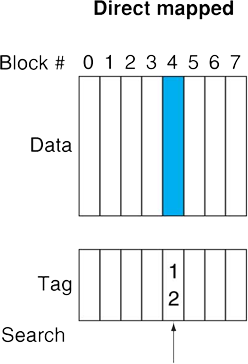 Direct mapped
Block # 0 1 2 3 4 5 6 7
Data
Tag
1
2
Search